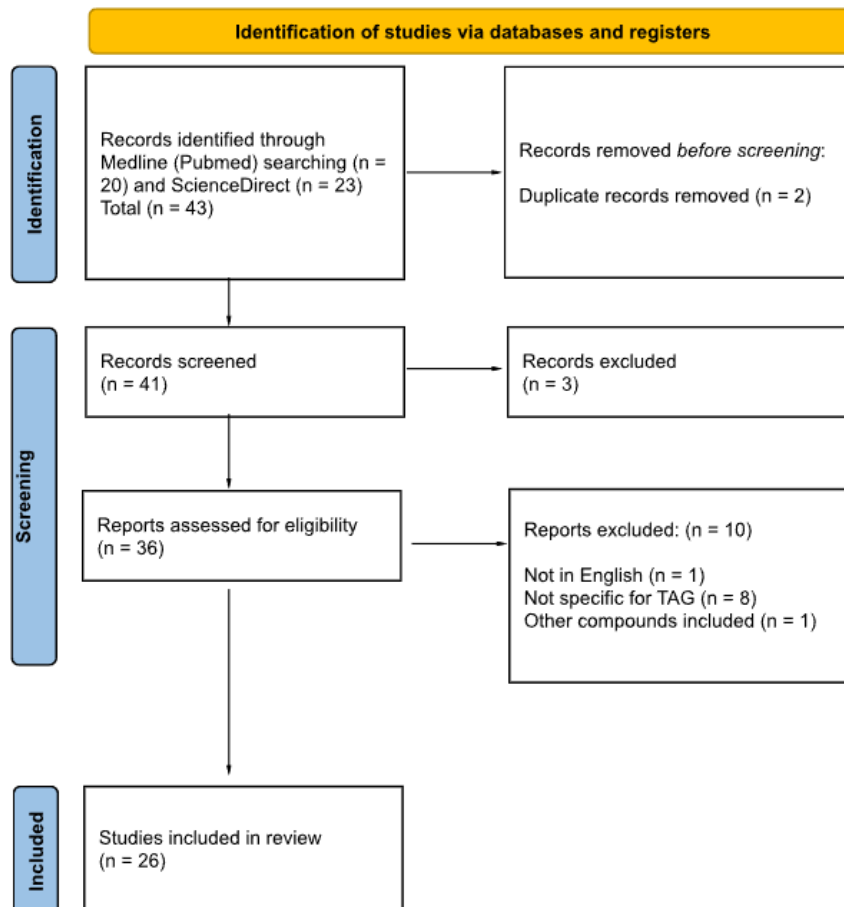 Identification of studies via databases and registers
Identification
Records identified through
Medline (Pubmed) searching (n =
20) and ScienceDirect (n = 23)
Total (n = 43)
Records removed before screening:
Duplicate records removed (n = 2)
Screening
Records screened
(n = 41)
Records excluded
(n = 3)
Reports assessed for eligibility
(n = 36)
Reports excluded: (n = 10)
Not in English (n = 1)
Not specific for TAG (n = 8)
Other compounds included (n = 1)
Included
Studies included in review
(n = 26)